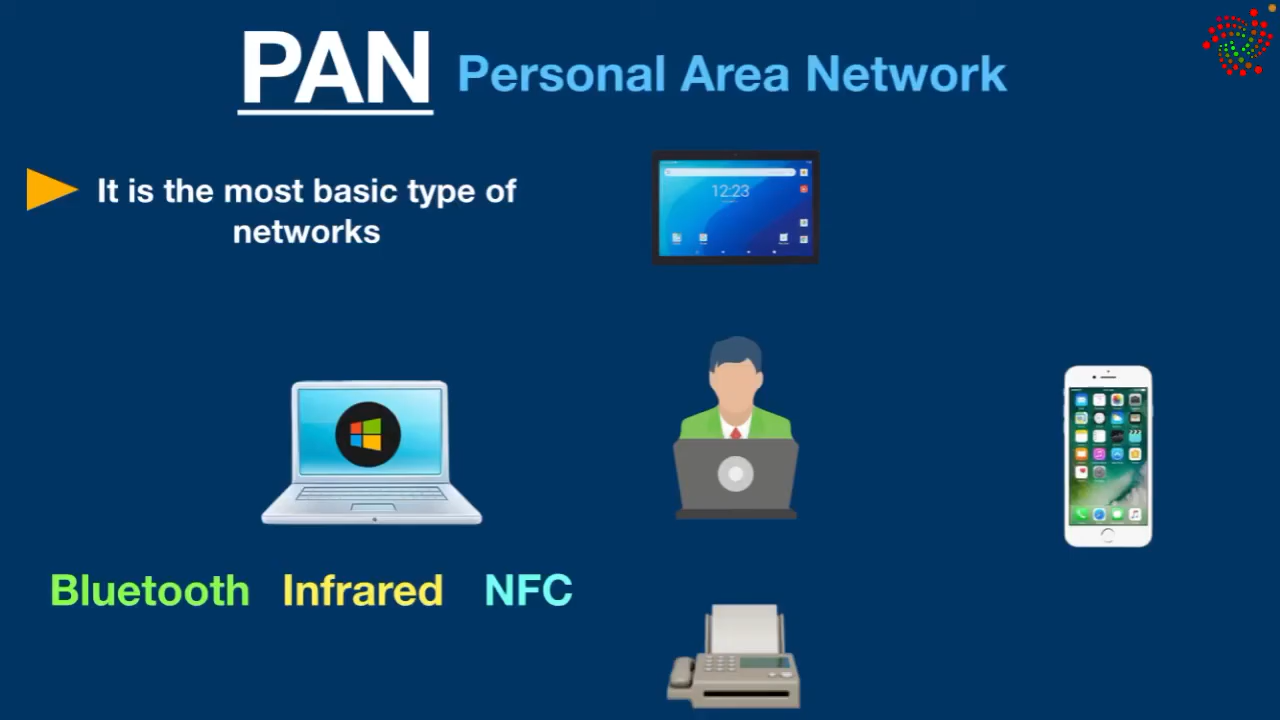 PAN Personal Area Network
It is the most basic type of
networks
12:23
Bluetooth Infrared NFC